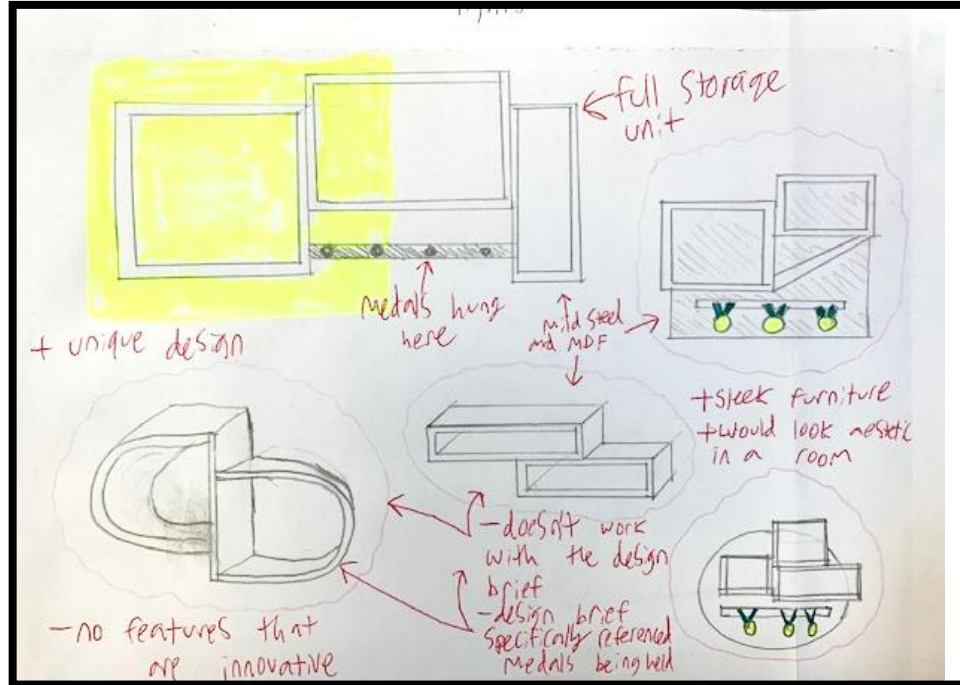 ← full storage
unit
medals hung
here
mild steel
and MDF
+ unique design
+ sleek furniture
+ would look aestetic
in a room
- doesn't work
with the design
brief
- design brief
specifically referenced
medals being held
- no features that
are innovative